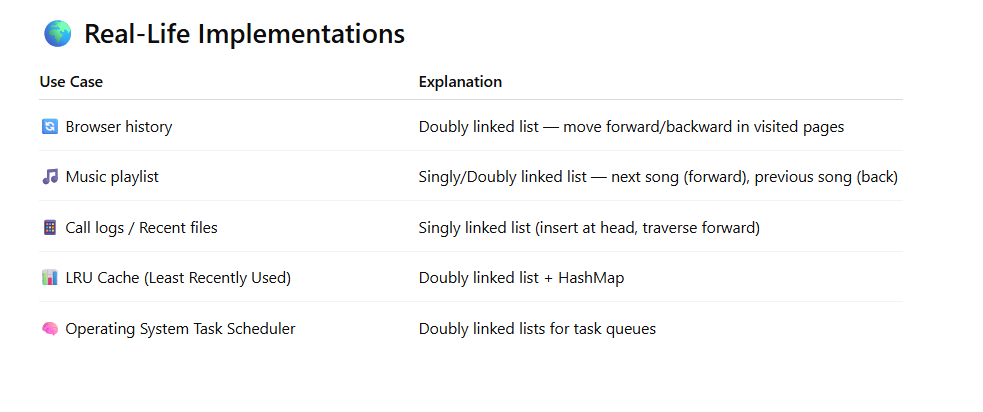 🌍 Real-Life Implementations
Use Case Explanation
🔄 Browser history Doubly linked list — move forward/backward in visited pages
🎵 Music playlist Singly/Doubly linked list — next song (forward), previous song (back)
📱 Call logs / Recent files Singly linked list (insert at head, traverse forward)
📊 LRU Cache (Least Recently Used) Doubly linked list + HashMap
🧠 Operating System Task Scheduler Doubly linked lists for task queues